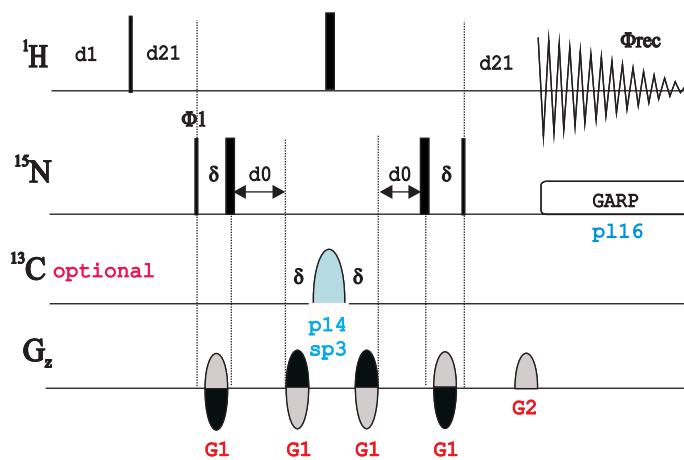 ¹H
d1
d21
d21
Φrec
Φ1
¹⁵N
δ
d0
d0
δ
GARP
pl16
¹³C optional
δ
δ
p14
sp3
Gz
G1
G1
G1
G1
G2